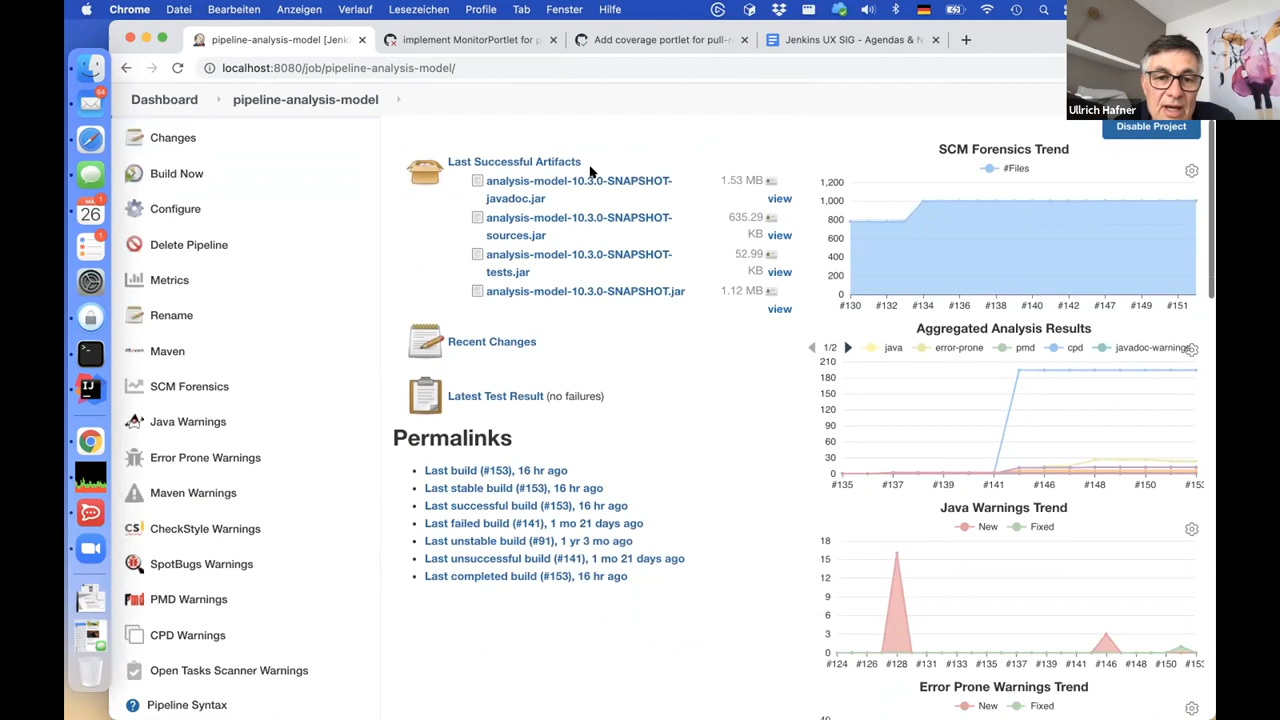 Chrome Datei Bearbeiten Anzeigen Verlauf Lesezeichen Profile Tab Fenster Hilfe
pipeline-analysis-model [Jenki
implement MonitorPortlet for p
Add coverage portlet for pull-r
Jenkins UX SIG - Agendas & N
localhost:8080/job/pipeline-analysis-model/
Ullrich Hafner
Dashboard pipeline-analysis-model
Disable Project
64
MAI
26
1
Changes
Build Now
Configure
Delete Pipeline
Metrics
Rename
Maven
SCM Forensics
Java Warnings
Error Prone Warnings
Maven Warnings
CheckStyle Warnings
SpotBugs Warnings
PMD Warnings
CPD Warnings
Open Tasks Scanner Warnings
Pipeline Syntax
Last Successful Artifacts
analysis-model-10.3.0-SNAPSHOT- 1.53 MB
javadoc.jar view
analysis-model-10.3.0-SNAPSHOT- 635.29
sources.jar KB view
analysis-model-10.3.0-SNAPSHOT- 52.99
tests.jar KB view
analysis-model-10.3.0-SNAPSHOT.jar 1.12 MB
view
Recent Changes
Latest Test Result (no failures)
Permalinks
Last build (#153), 16 hr ago
Last stable build (#153), 16 hr ago
Last successful build (#153), 16 hr ago
Last failed build (#141), 1 mo 21 days ago
Last unstable build (#91), 1 yr 3 mo ago
Last unsuccessful build (#141), 1 mo 21 days ago
Last completed build (#153), 16 hr ago
SCM Forensics Trend
#Files
1,200
1,000
800
600
400
200
0
#130 #132 #134 #136 #138 #140 #142 #147 #149 #151
Aggregated Analysis Results
1/2 java error-prone pmd cpd javadoc-warnings
210
180
150
120
90
60
30
0
#135 #137 #139 #141 #146 #148 #150 #153
Java Warnings Trend
New Fixed
18
15
12
9
6
3
0
#124 #126 #128 #131 #133 #135 #137 #139 #141 #146 #148 #150 #153
Error Prone Warnings Trend
New Fixed
40